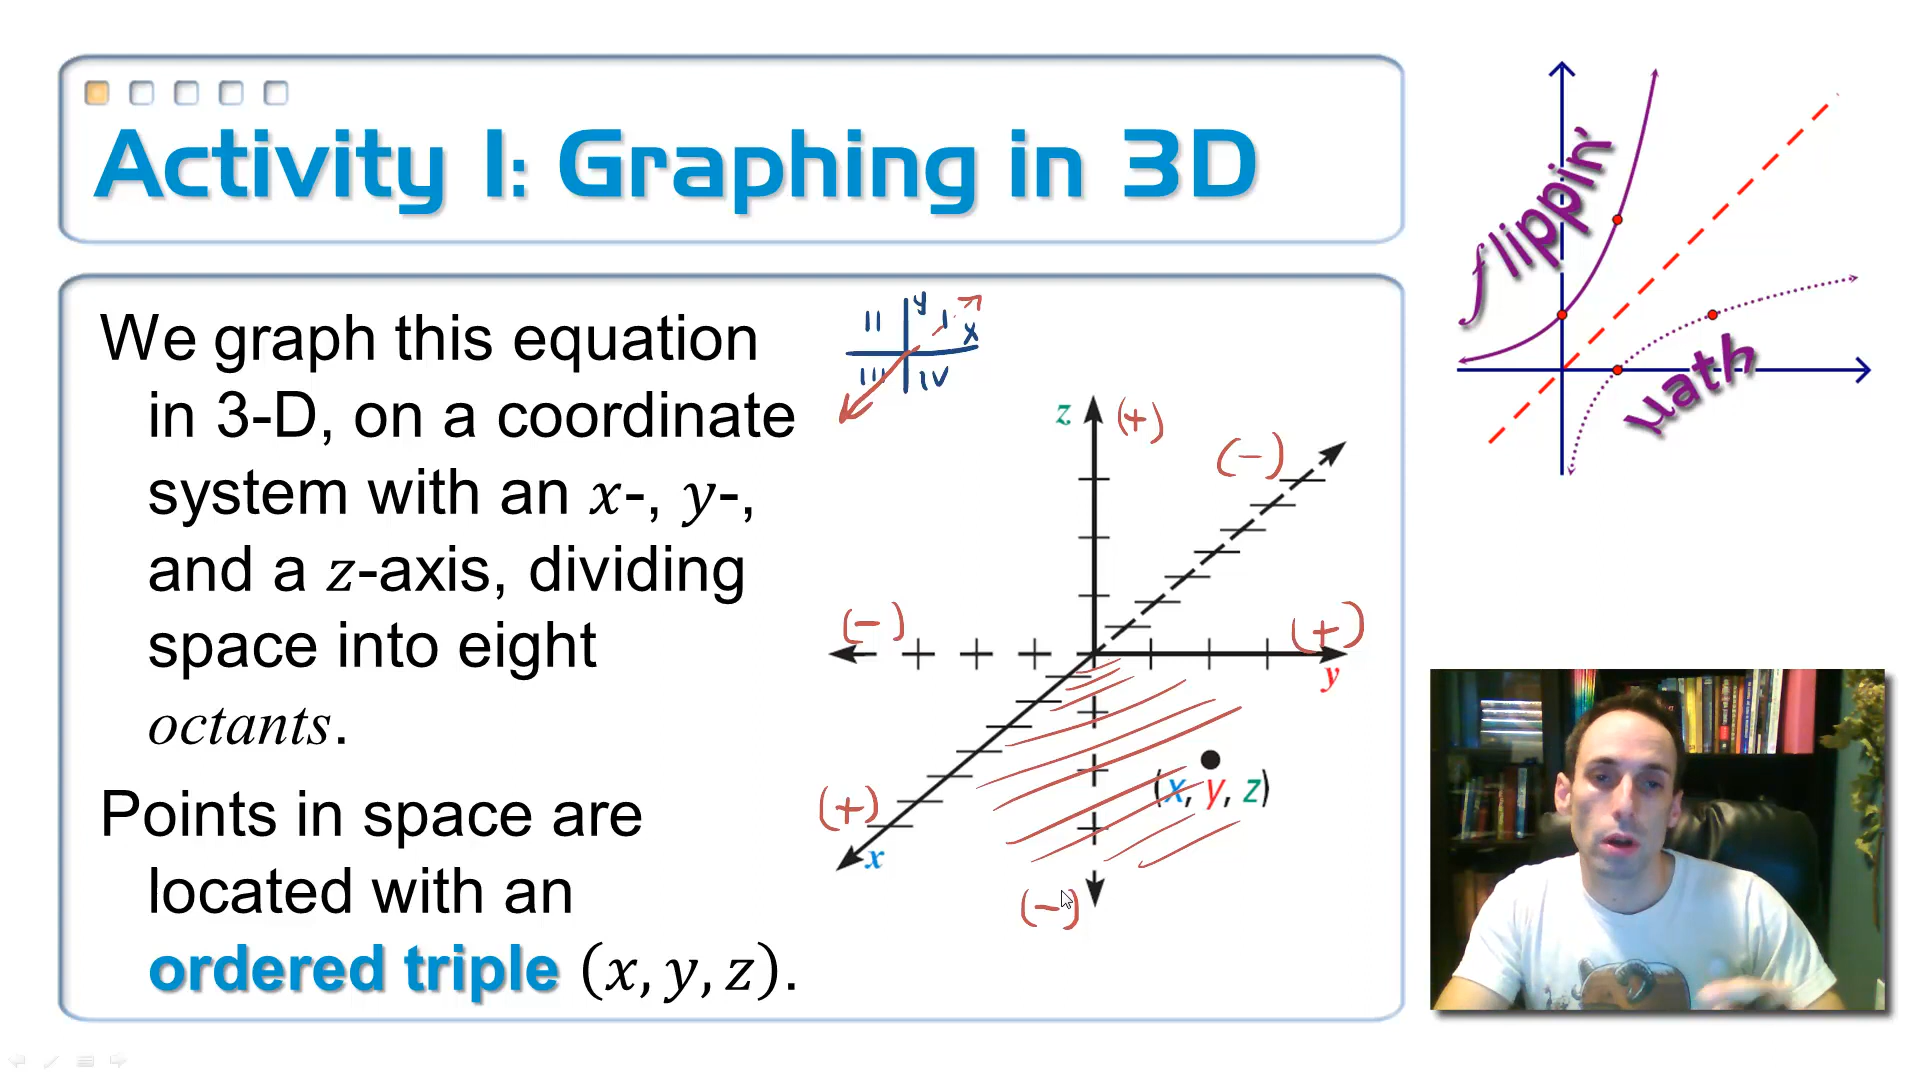 Activity 1: Graphing in 3D
We graph this equation
in 3-D, on a coordinate
system with an x-, y-,
and a z-axis, dividing
space into eight
octants.
Points in space are
located with an
ordered triple (x, y, z).
y
II I
x
III IV
z (+)
(-)
(-) (+)
y
(x, y, z)
(+)
x
(-)
flippin'
math